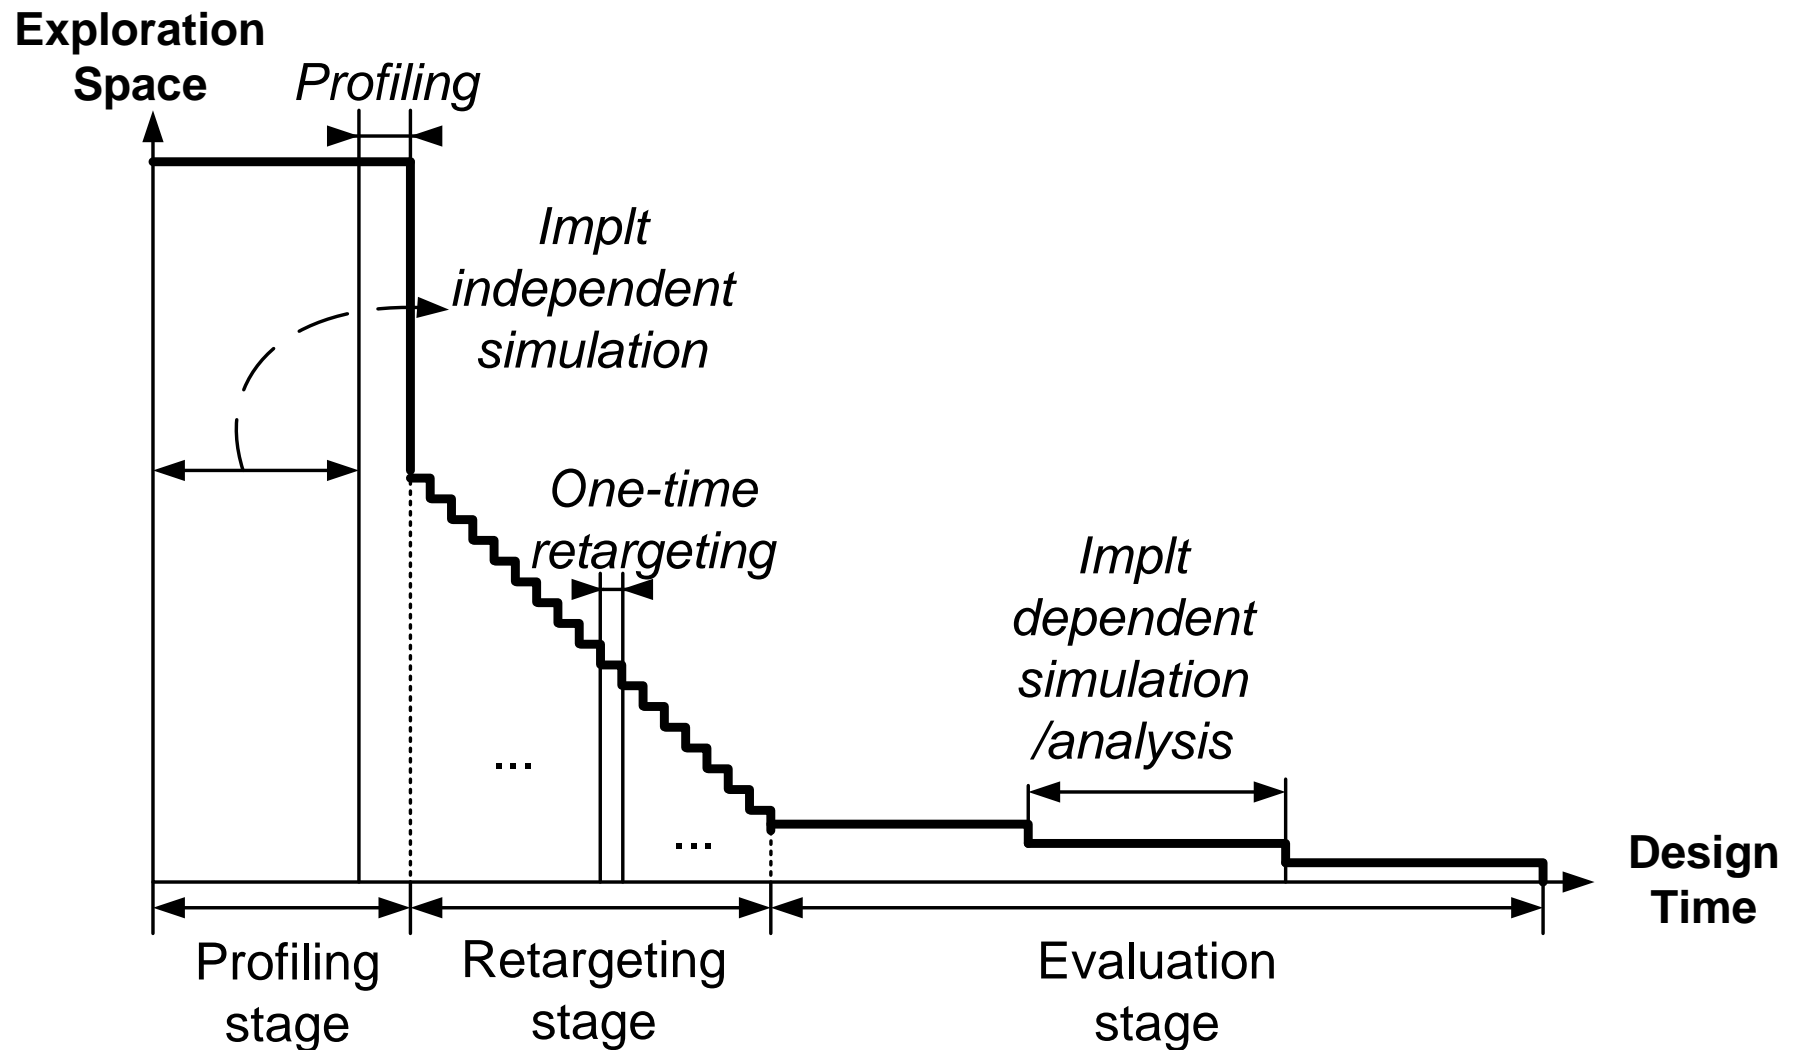 Exploration
Space
Profiling
Implt
independent
simulation
One-time
retargeting
Implt
dependent
simulation
/analysis
...
...
Design
Time
Profiling
stage
Retargeting
stage
Evaluation
stage